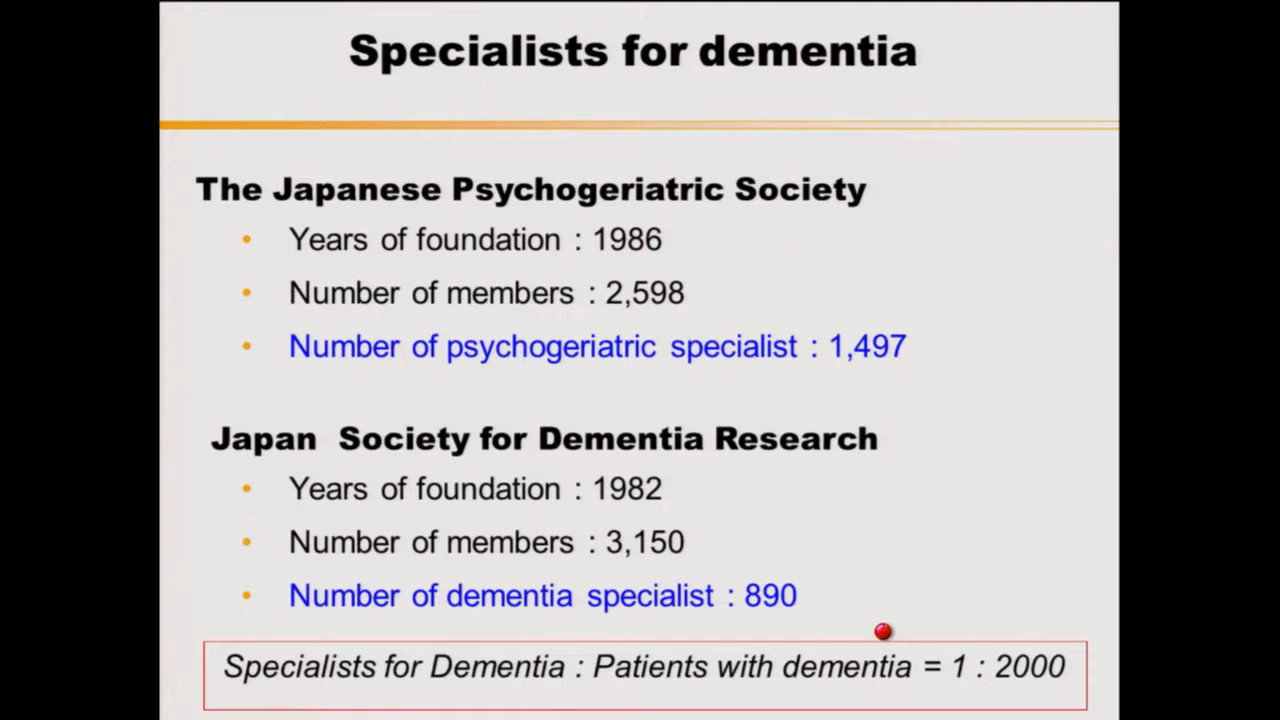 Specialists for dementia
The Japanese Psychogeriatric Society
• Years of foundation : 1986
• Number of members : 2,598
• Number of psychogeriatric specialist : 1,497
Japan Society for Dementia Research
• Years of foundation : 1982
• Number of members : 3,150
• Number of dementia specialist : 890
Specialists for Dementia : Patients with dementia = 1 : 2000